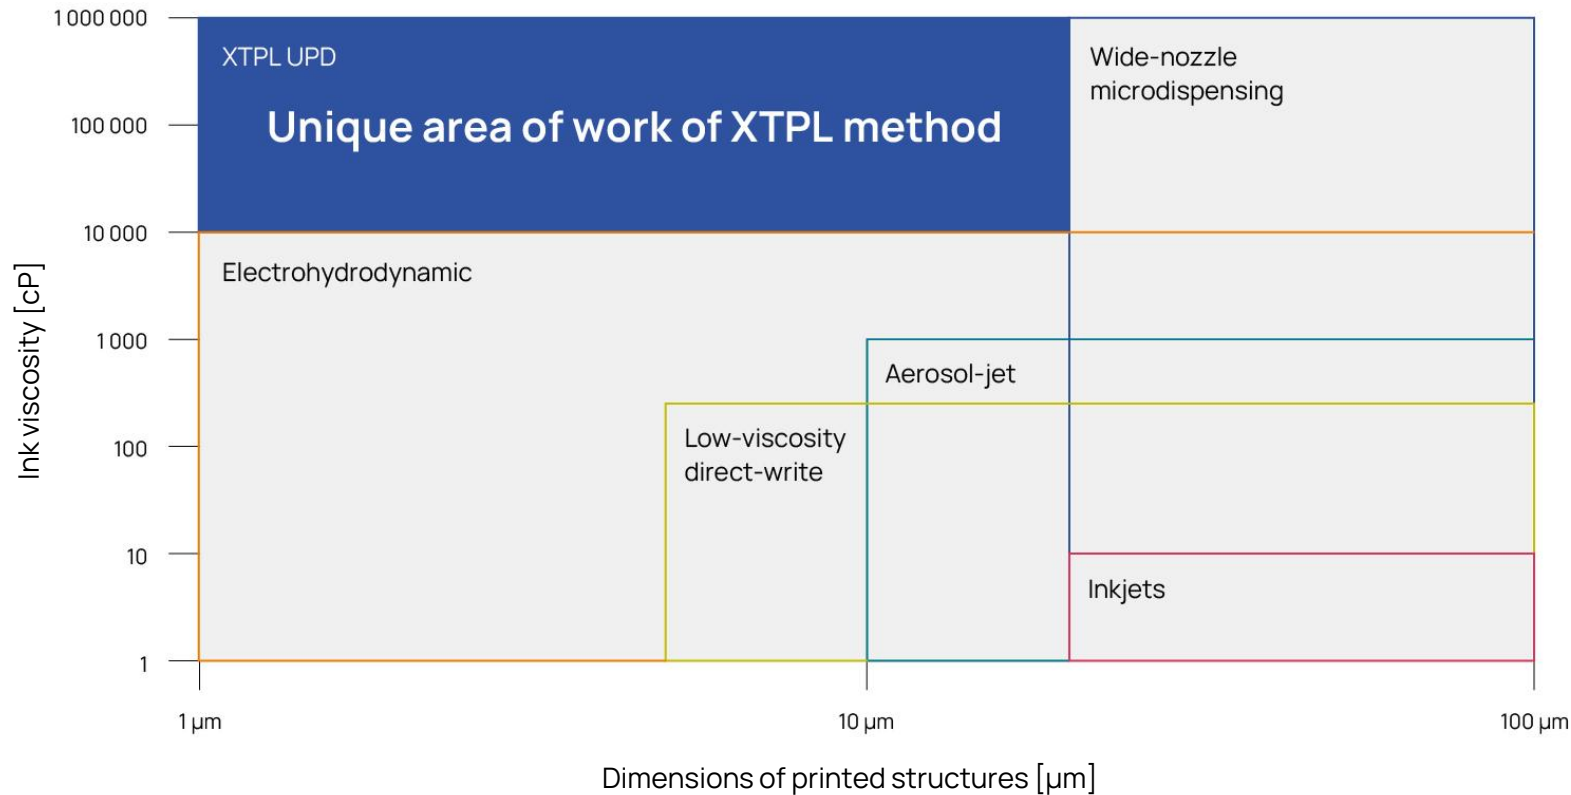 1 000 000
XTPL UPD
Wide-nozzle
microdispensing
Unique area of work of XTPL method
100 000
10 000
Electrohydrodynamic
Ink viscosity [cP]
1 000
Aerosol-jet
Low-viscosity
direct-write
100
10
Inkjets
1
1 µm
10 µm
100 µm
Dimensions of printed structures [µm]